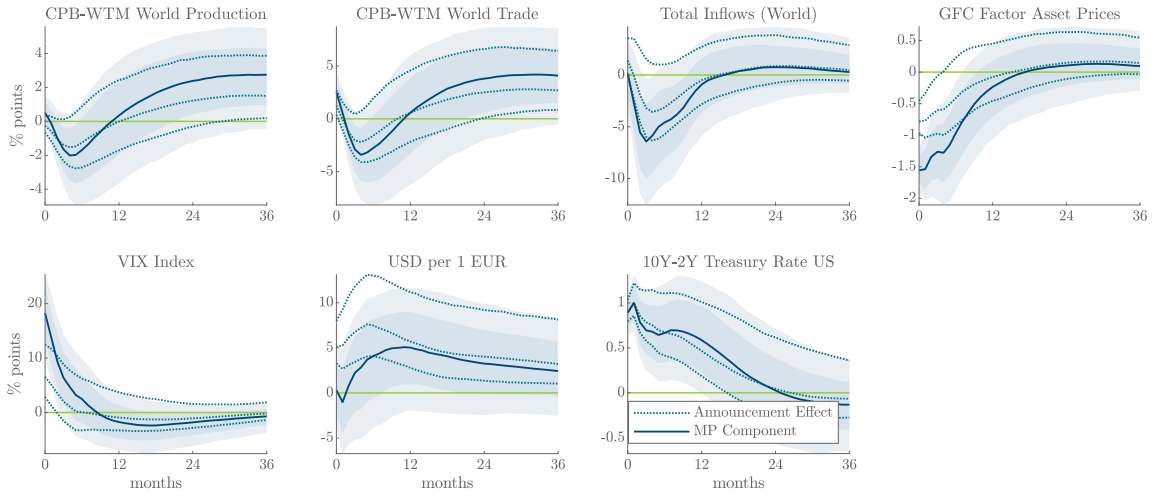 CPB-WTM World Production
CPB-WTM World Trade
Total Inflows (World)
GFC Factor Asset Prices
% points
4
2
0
-2
-4
0 12 24 36
5
0
-5
0 12 24 36
0
-5
-10
0 12 24 36
0.5
0
-0.5
-1
-1.5
-2
0 12 24 36
VIX Index
USD per 1 EUR
10Y-2Y Treasury Rate US
% points
20
10
0
0 12 24 36
months
10
5
0
-5
0 12 24 36
months
1
0.5
0
-0.5
0 12 24 36
months
Announcement Effect
MP Component